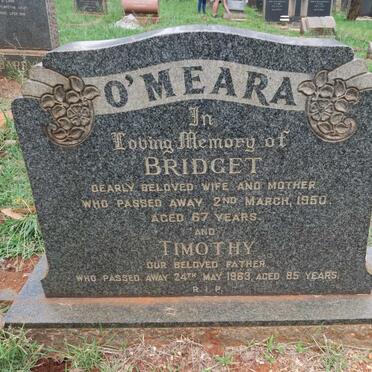 O'MEARA
In
Loving Memory of
BRIDGET
DEARLY BELOVED WIFE AND MOTHER
WHO PASSED AWAY 2ND MARCH, 1950.
AGED 67 YEARS
AND
TIMOTHY
OUR BELOVED FATHER
WHO PASSED AWAY 24TH MAY 1963, AGED 85 YEARS.
R.I.P.